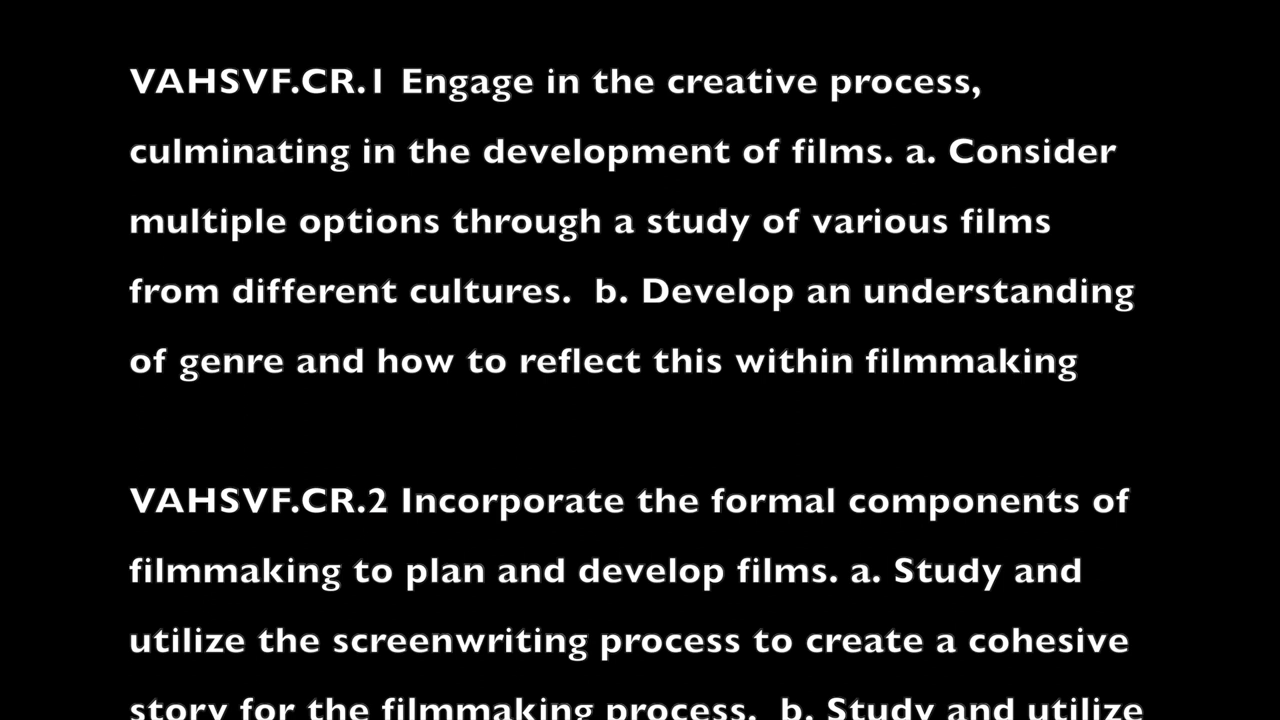 VAHSVF.CR.1 Engage in the creative process,
culminating in the development of films. a. Consider
multiple options through a study of various films
from different cultures.  b. Develop an understanding
of genre and how to reflect this within filmmaking
VAHSVF.CR.2 Incorporate the formal components of
filmmaking to plan and develop films. a. Study and
utilize the screenwriting process to create a cohesive
story for the filmmaking process.  b. Study and utilize